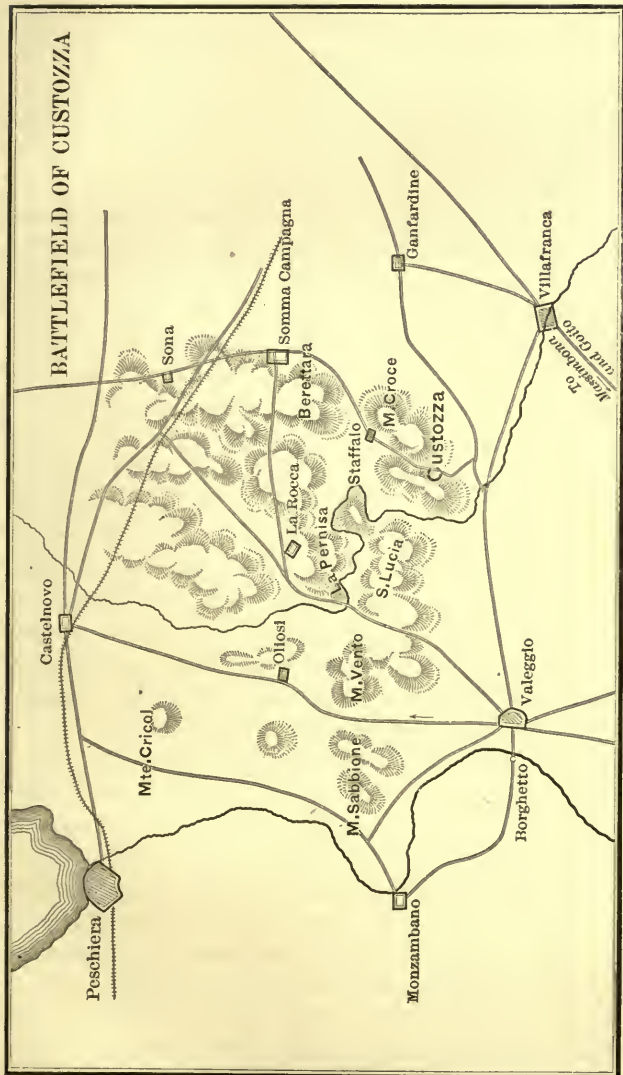 BATTLEFIELD OF CUSTOZZA
Castelnovo
Peschiera
Mte. Cricol
Sona
Oliosi
La Rocca
Somma Campagna
Berettara
La Pernisa
M. Sabbione
M. Vento
S. Lucia
Staffalo
M. Croce
Monzambano
Custozza
Ganfardine
Borghetto
Valeggio
Villafranca
To Massimbona
and Goito